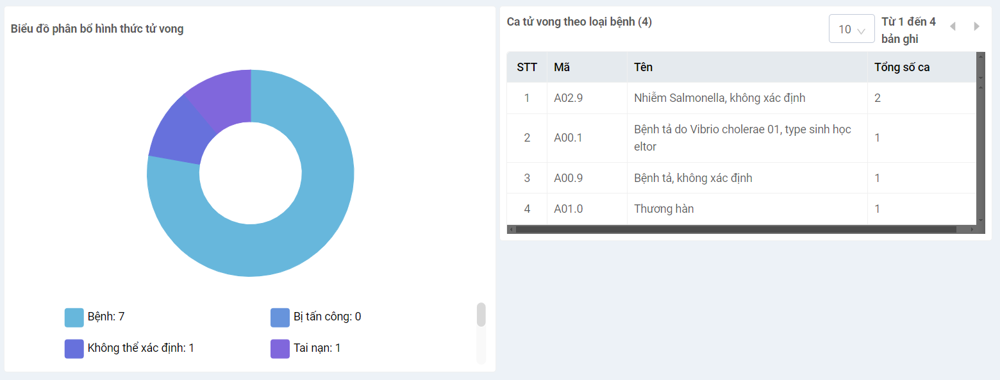 Biểu đồ phân bổ hình thức tử vong
Bệnh: 7
Bị tấn công: 0
Không thể xác định: 1
Tai nạn: 1
Ca tử vong theo loại bệnh (4)
10
Từ 1 đến 4
bản ghi
STT Mã Tên Tổng số ca
1 A02.9 Nhiễm Salmonella, không xác định 2
2 A00.1 Bệnh tả do Vibrio cholerae 01, type sinh học
eltor 1
3 A00.9 Bệnh tả, không xác định 1
4 A01.0 Thương hàn 1